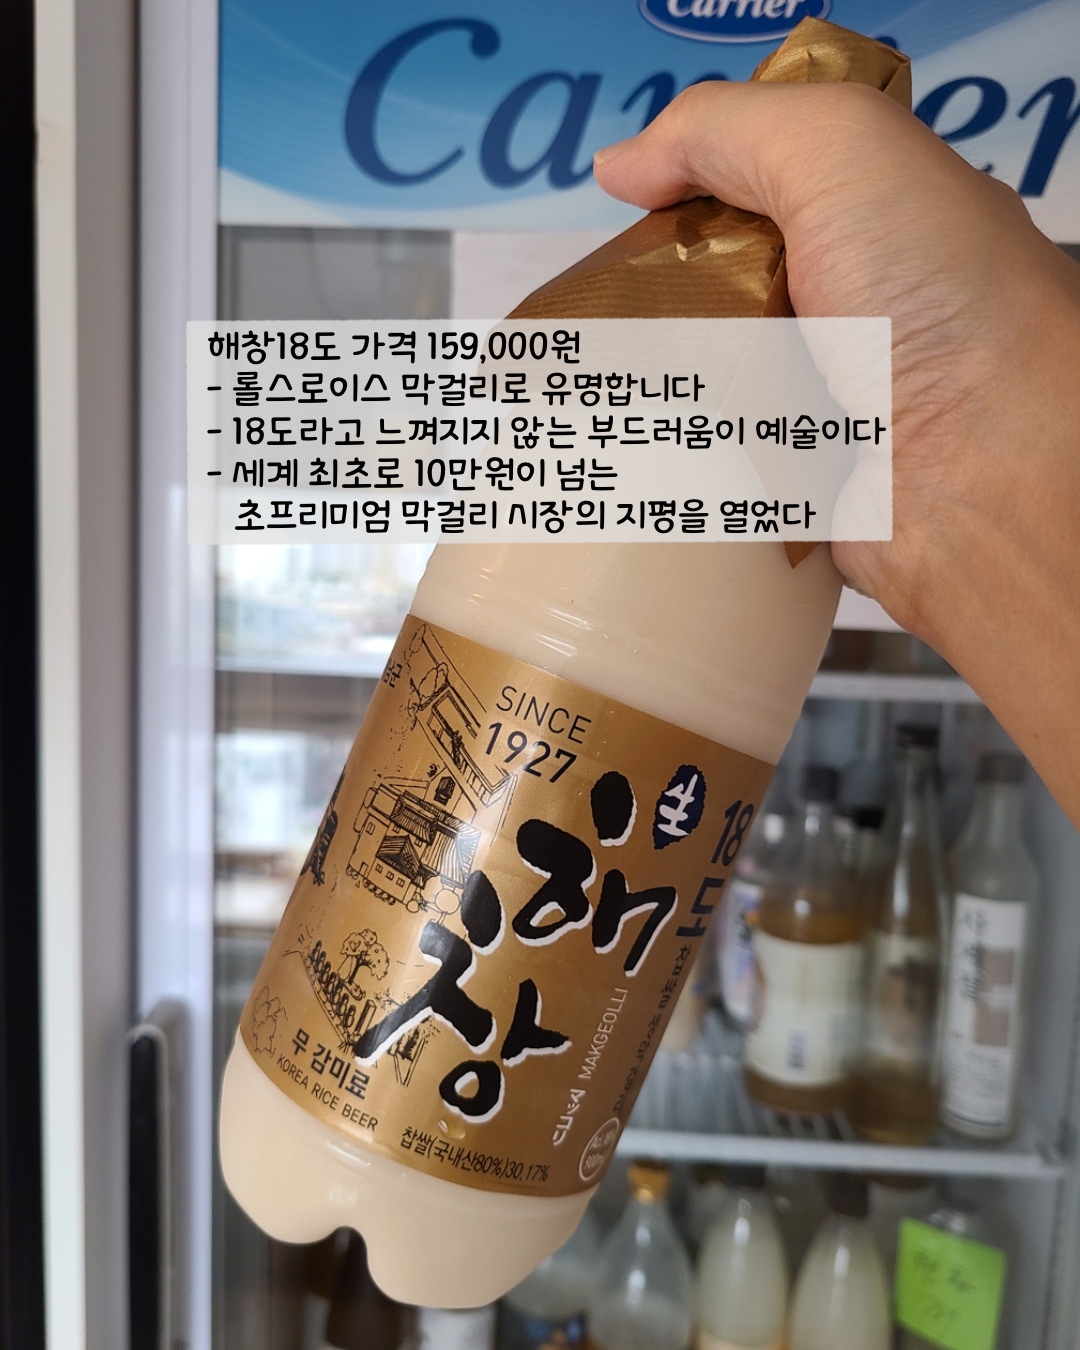 Carrier
Carrier
해창18도 가격 159,000원
- 롤스로이스 막걸리로 유명합니다
- 18도라고 느껴지지 않는 부드러움이 예술이다
- 세계 최초로 10만원이 넘는
초프리미엄 막걸리 시장의 지평을 열었다
SINCE
1927
生
18도
해창
MAKGEOLLI
무 감미료
KOREA RICE BEER
찹쌀(국내산80%)30.17%